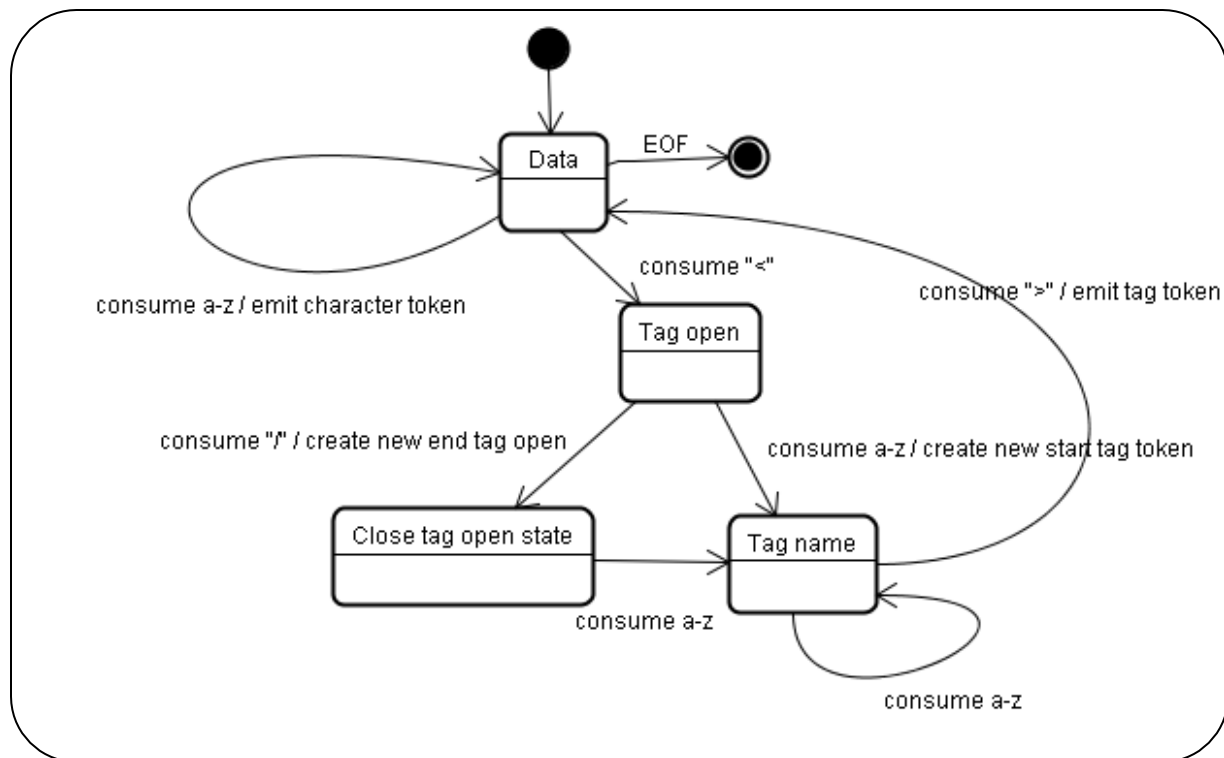 Data
EOF
consume "<"
consume a-z / emit character token
consume ">" / emit tag token
Tag open
consume "/" / create new end tag open
consume a-z / create new start tag token
Close tag open state
Tag name
consume a-z
consume a-z